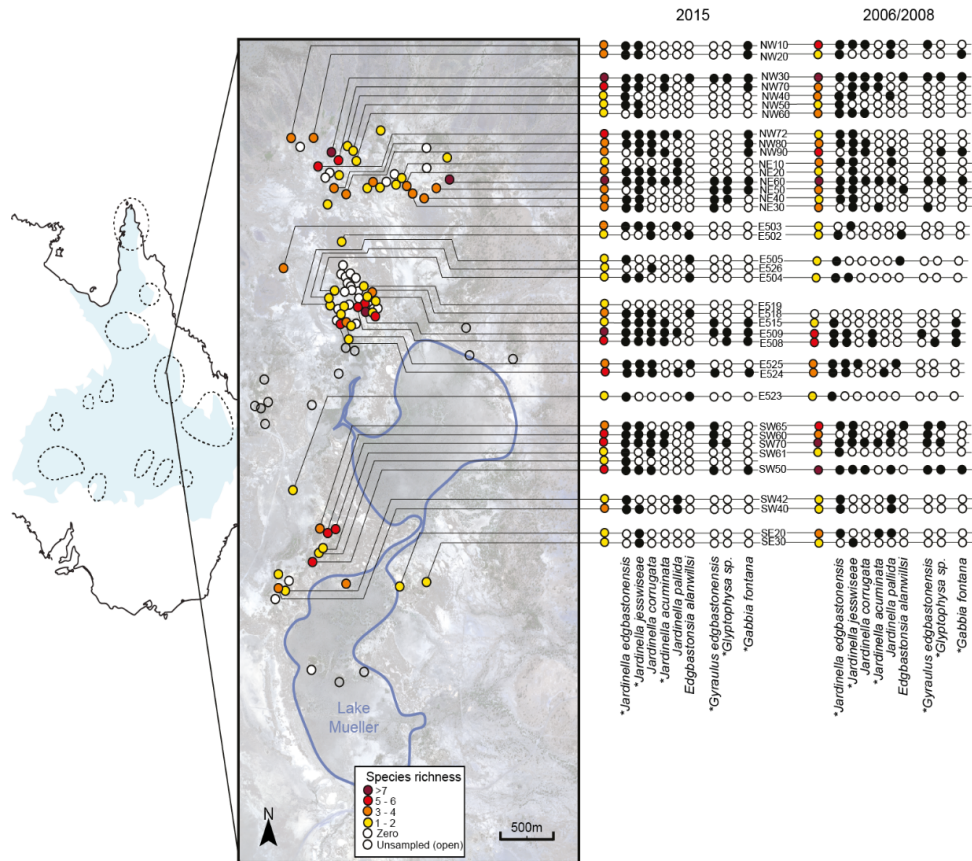 2015
2006/2008
NW10
NW20
NW30
NW70
NW40
NW50
NW60
NW72
NW80
NW90
NE10
NE20
NE60
NE50
NE40
NE30
E503
E502
E505
E526
E504
E519
E518
E515
E509
E508
E525
E524
E523
SW65
SW60
SW70
SW61
SW50
SW42
SW40
SE20
SE30
*Jardinella edgbastonensis
*Jardinella jesswiseae
Jardinella corrugata
*Jardinella acuminata
Jardinella pallida
Edgbastonsia alanwillsi
*Gyraulus edgbastonensis
*Glyptophysa sp.
*Gabbia fontana
*Jardinella edgbastonensis
*Jardinella jesswiseae
Jardinella corrugata
*Jardinella acuminata
Jardinella pallida
Edgbastonsia alanwillsi
*Gyraulus edgbastonensis
*Glyptophysa sp.
*Gabbia fontana
Lake
Mueller
Species richness
>7
5 - 6
3 - 4
1 - 2
Zero
Unsampled (open)
N
500m